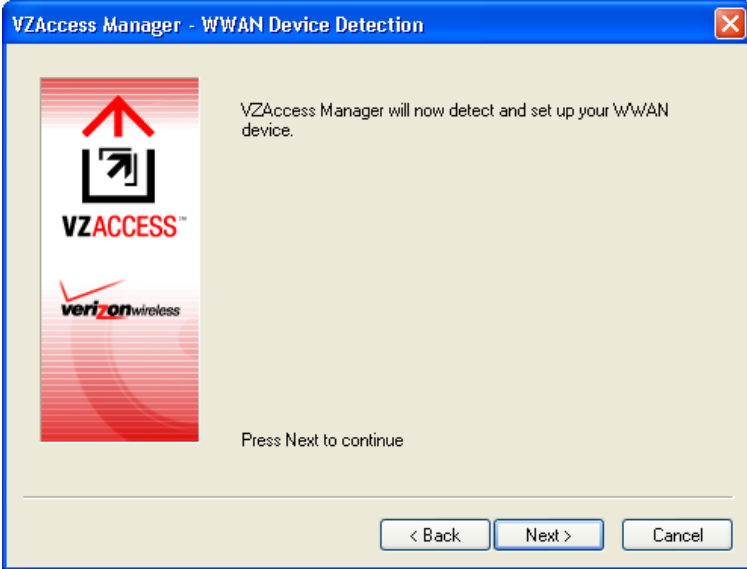 VZAccess Manager - WWAN Device Detection
VZAccess Manager will now detect and set up your WWAN
device.
VZACCESS™
verizonwireless
Press Next to continue
< Back
Next >
Cancel